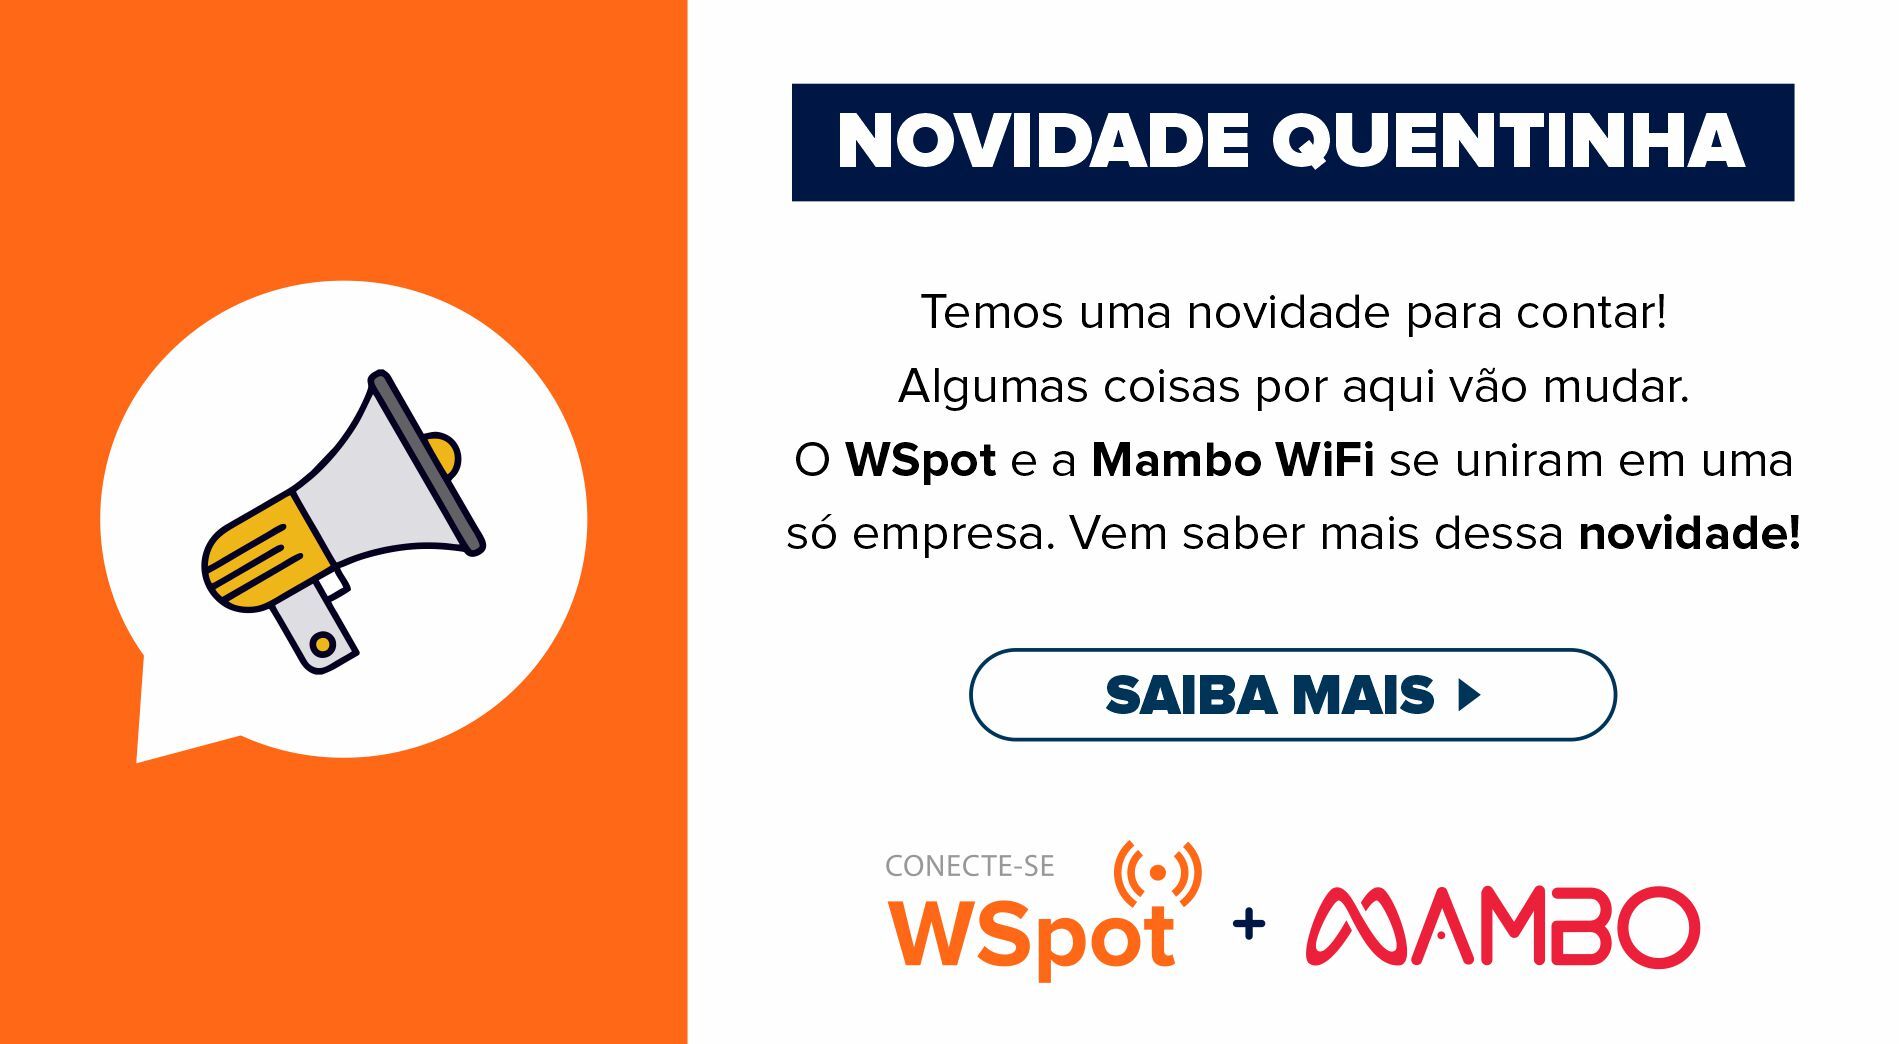 NOVIDADE QUENTINHA
Temos uma novidade para contar!
Algumas coisas por aqui vão mudar.
O WSpot e a Mambo WiFi se uniram em uma
só empresa. Vem saber mais dessa novidade!
SAIBA MAIS
CONECTE-SE
WSpot + MAMBO